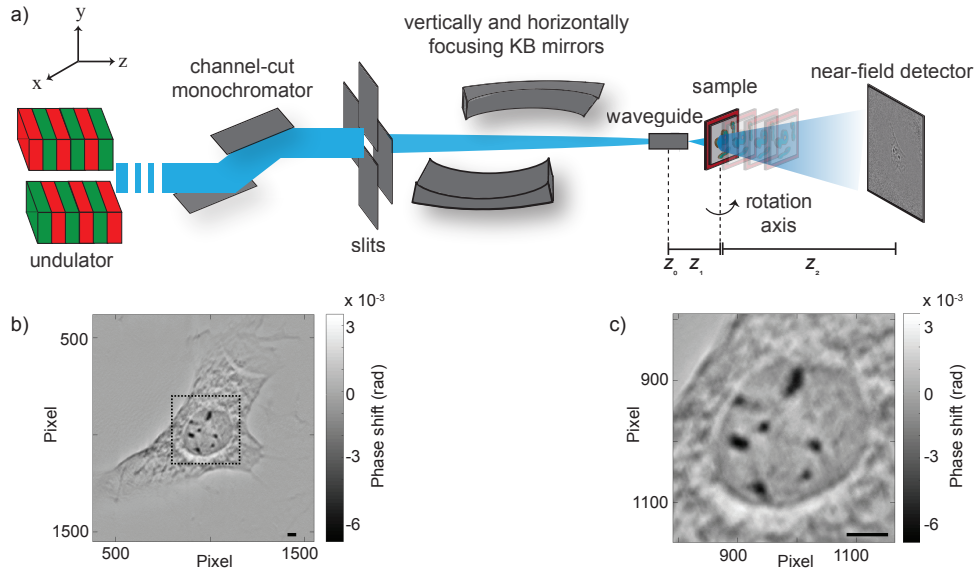 a)
y
z
x
undulator
channel-cut
monochromator
slits
vertically and horizontally
focusing KB mirrors
waveguide
sample
near-field detector
rotation
axis
z₀
z₁
z₂
b)
500
1500
Pixel
500
1500
Pixel
x 10⁻³
3
0
-3
-6
Phase shift (rad)
c)
900
1100
Pixel
900
1100
Pixel
x 10⁻³
3
0
-3
-6
Phase shift (rad)